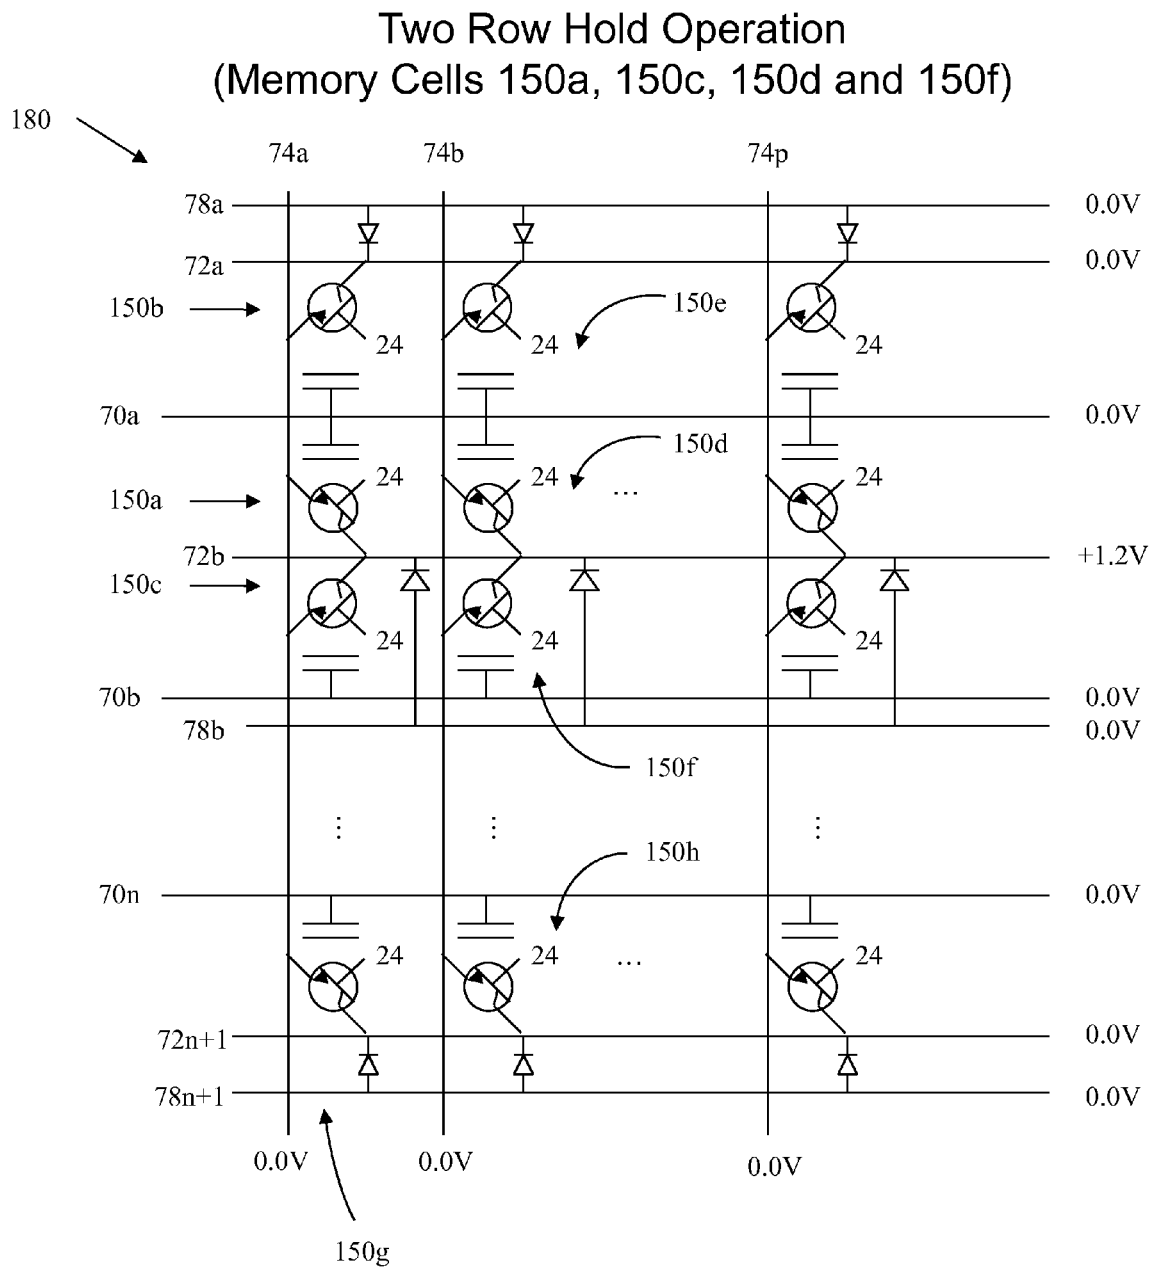 Two Row Hold Operation
(Memory Cells 150a, 150c, 150d and 150f)
180
74a 74b 74p
78a 0.0V
72a 0.0V
150b 150e
24 24 24
70a 0.0V
150d
24 24 24
150a ...
72b +1.2V
150c
24 24 24
70b 0.0V
78b 0.0V
150f
⋮ ⋮ ⋮
150h
70n 0.0V
24 24 ... 24
72n+1 0.0V
78n+1 0.0V
0.0V 0.0V 0.0V
150g